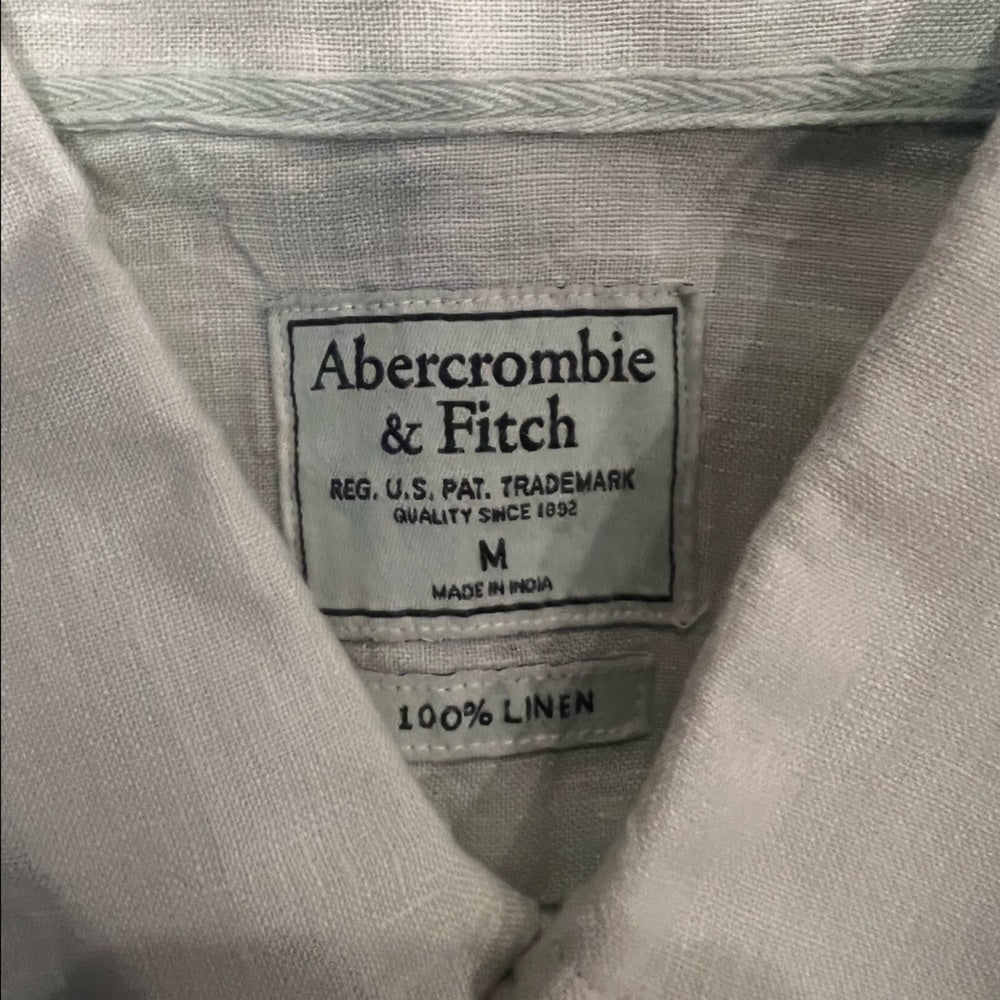 Abercrombie
& Fitch
REG. U.S. PAT. TRADEMARK
QUALITY SINCE 1892
M
MADE IN INDIA
100% LINEN